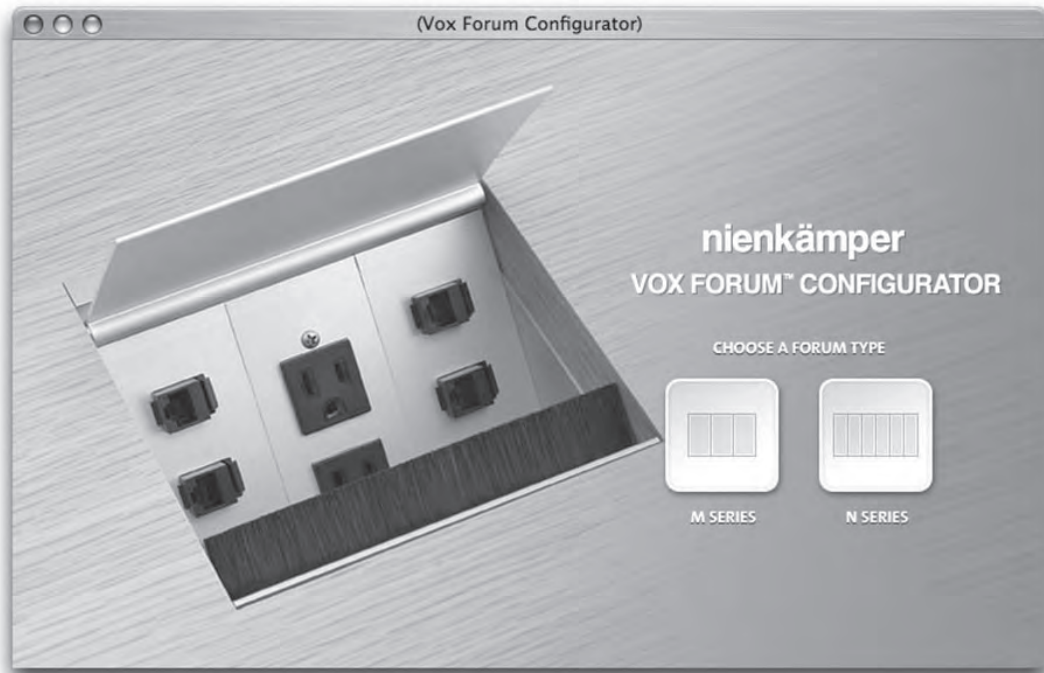 (Vox Forum Configurator)
nienkämper
VOX FORUM™ CONFIGURATOR
CHOOSE A FORUM TYPE
M SERIES
N SERIES